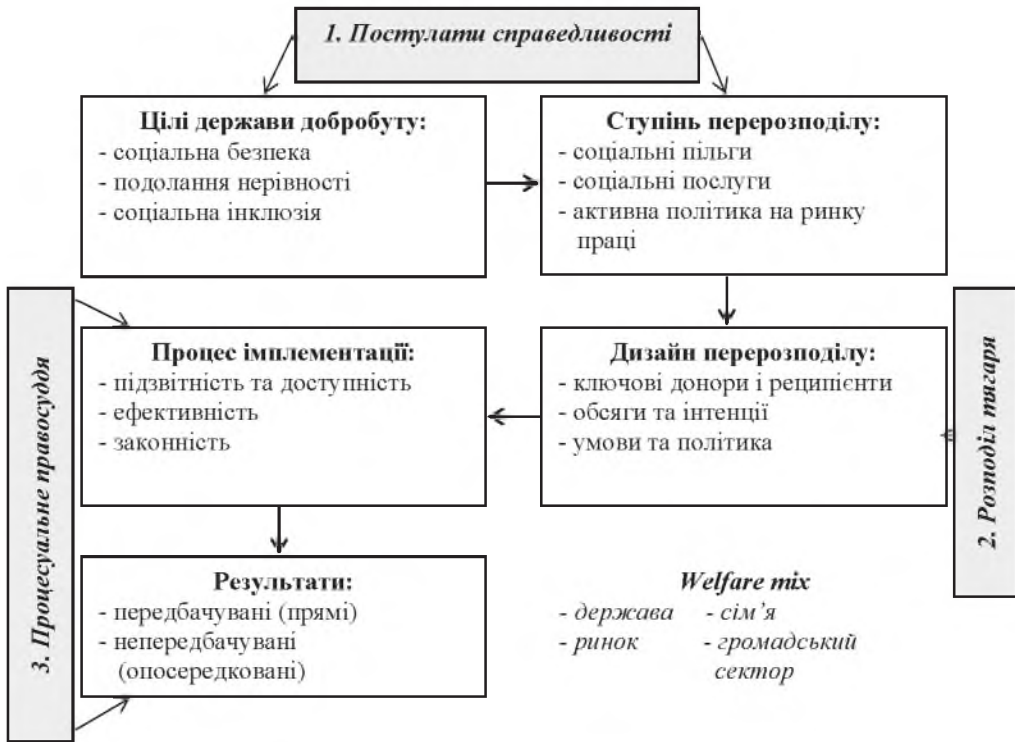 1. Постулати справедливості
Цілі держави добробуту:
- соціальна безпека
- подолання нерівності
- соціальна інклюзія
Ступінь перерозподілу:
- соціальні пільги
- соціальні послуги
- активна політика на ринку
праці
3. Процесуальне правосуддя
Процес імплементації:
- підзвітність та доступність
- ефективність
- законність
Дизайн перерозподілу:
- ключові донори і реципієнти
- обсяги та інтенції
- умови та політика
2. Розподіл тягаря
Результати:
- передбачувані (прямі)
- непередбачувані
(опосередковані)
Welfare mix
- держава - сім’я
- ринок - громадський
сектор